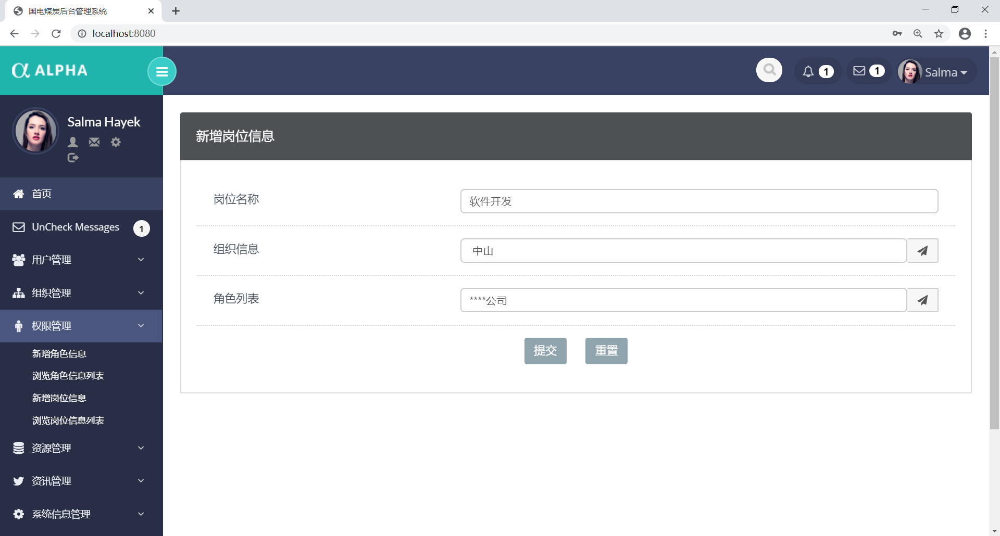 国电煤炭后台管理系统
localhost:8080
α ALPHA
1
1
Salma
Salma Hayek
首页
UnCheck Messages
1
用户管理
组织管理
权限管理
新增角色信息
浏览角色信息列表
新增岗位信息
浏览岗位信息列表
资源管理
资讯管理
系统信息管理
新增岗位信息
岗位名称
软件开发
组织信息
中山
角色列表
****公司
提交
重置